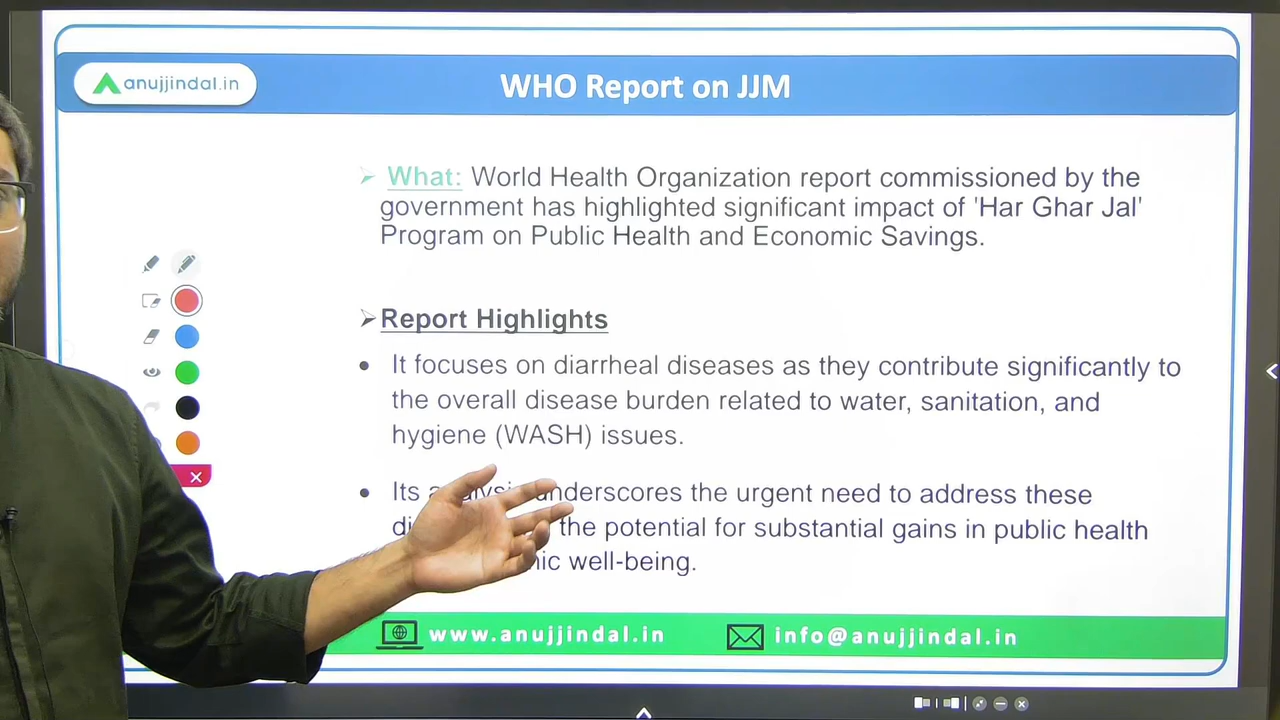 anujjindal.in
WHO Report on JJM
What: World Health Organization report commissioned by the
government has highlighted significant impact of 'Har Ghar Jal'
Program on Public Health and Economic Savings.
Report Highlights
It focuses on diarrheal diseases as they contribute significantly to
the overall disease burden related to water, sanitation, and
hygiene (WASH) issues.
Its underscores the urgent need to address these
the potential for substantial gains in public health
well-being.
www.anujjindal.in info@anujjindal.in